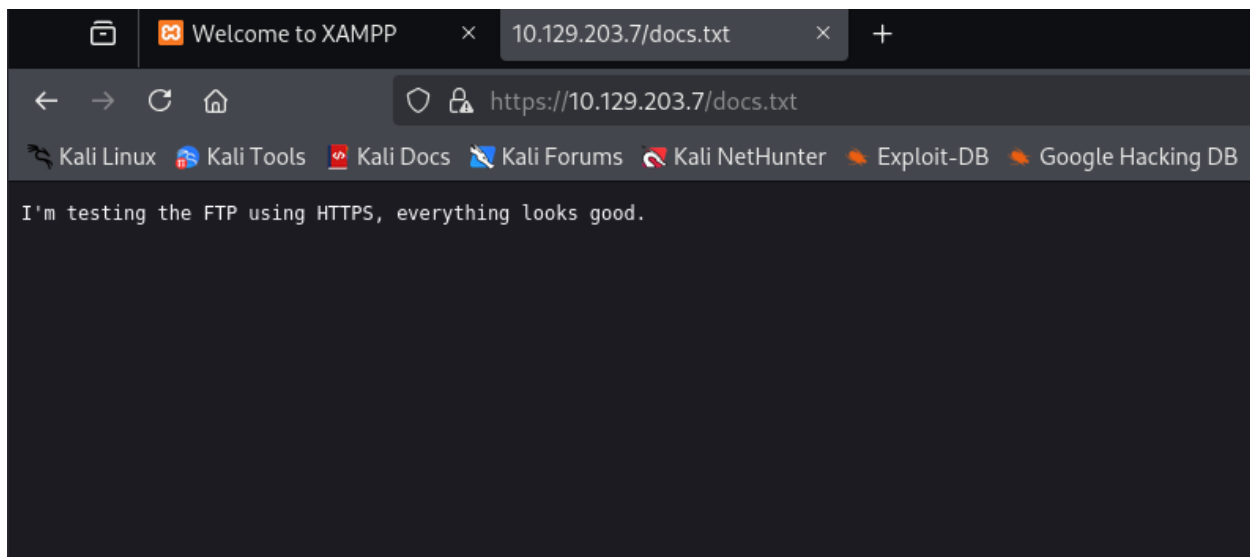 Welcome to XAMPP
10.129.203.7/docs.txt
https://10.129.203.7/docs.txt
Kali Linux Kali Tools Kali Docs Kali Forums Kali NetHunter Exploit-DB Google Hacking DB
I'm testing the FTP using HTTPS, everything looks good.